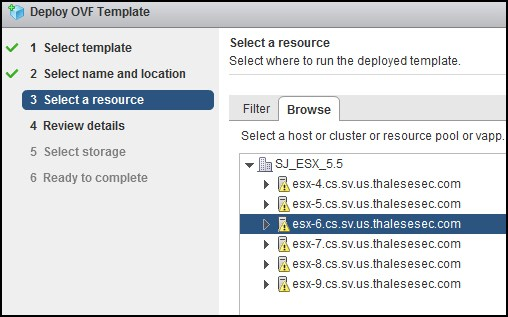 Deploy OVF Template
1 Select template
2 Select name and location
3 Select a resource
4 Review details
5 Select storage
6 Ready to complete
Select a resource
Select where to run the deployed template.
Filter Browse
Select a host or cluster or resource pool or vapp.
SJ_ESX_5.5
esx-4.cs.sv.us.thalesesec.com
esx-5.cs.sv.us.thalesesec.com
esx-6.cs.sv.us.thalesesec.com
esx-7.cs.sv.us.thalesesec.com
esx-8.cs.sv.us.thalesesec.com
esx-9.cs.sv.us.thalesesec.com